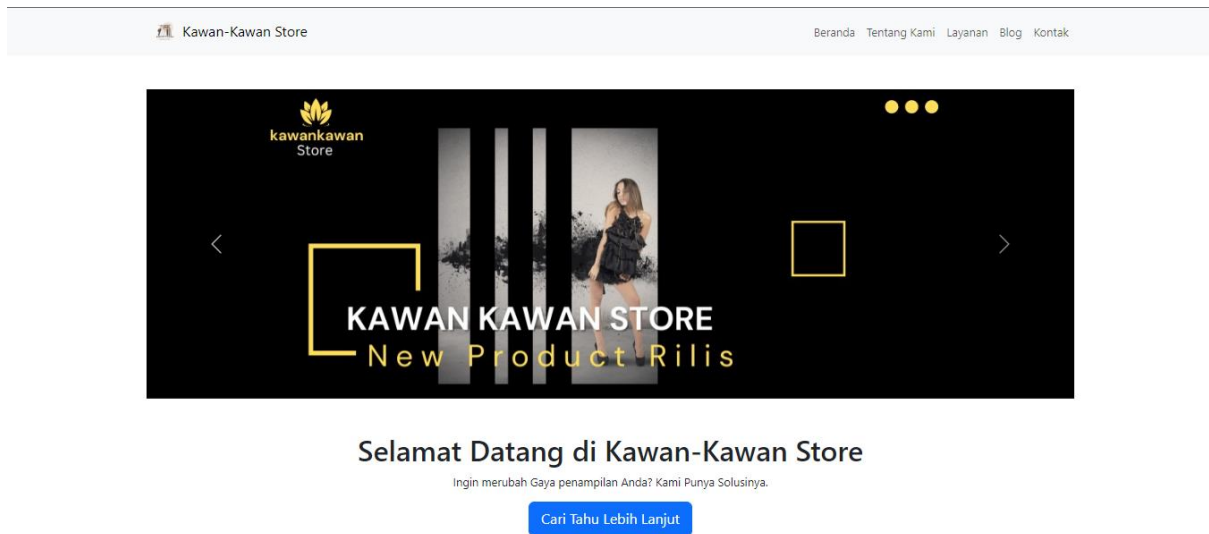 Kawan-Kawan Store
Beranda Tentang Kami Layanan Blog Kontak
kawankawan
Store
KAWAN KAWAN STORE
New Product Rilis
Selamat Datang di Kawan-Kawan Store
Ingin merubah Gaya penampilan Anda? Kami Punya Solusinya.
Cari Tahu Lebih Lanjut